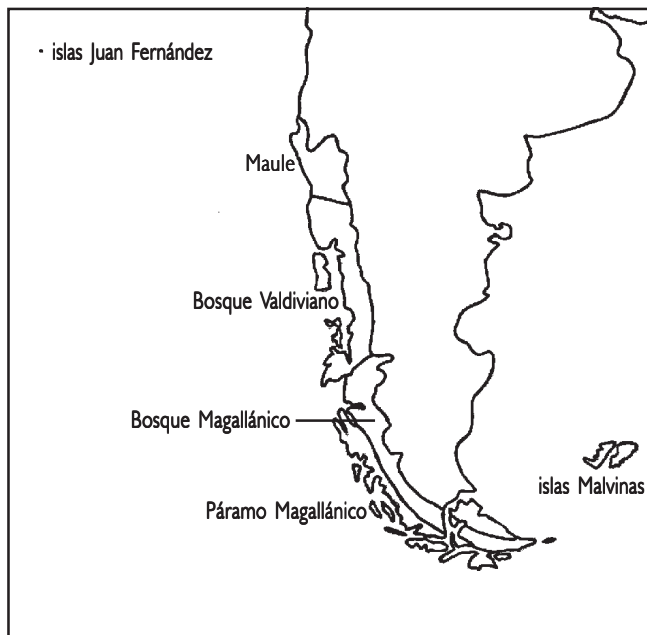 islas Juan Fernández
Maule
Bosque Valdiviano
Bosque Magallánico
islas Malvinas
Páramo Magallánico